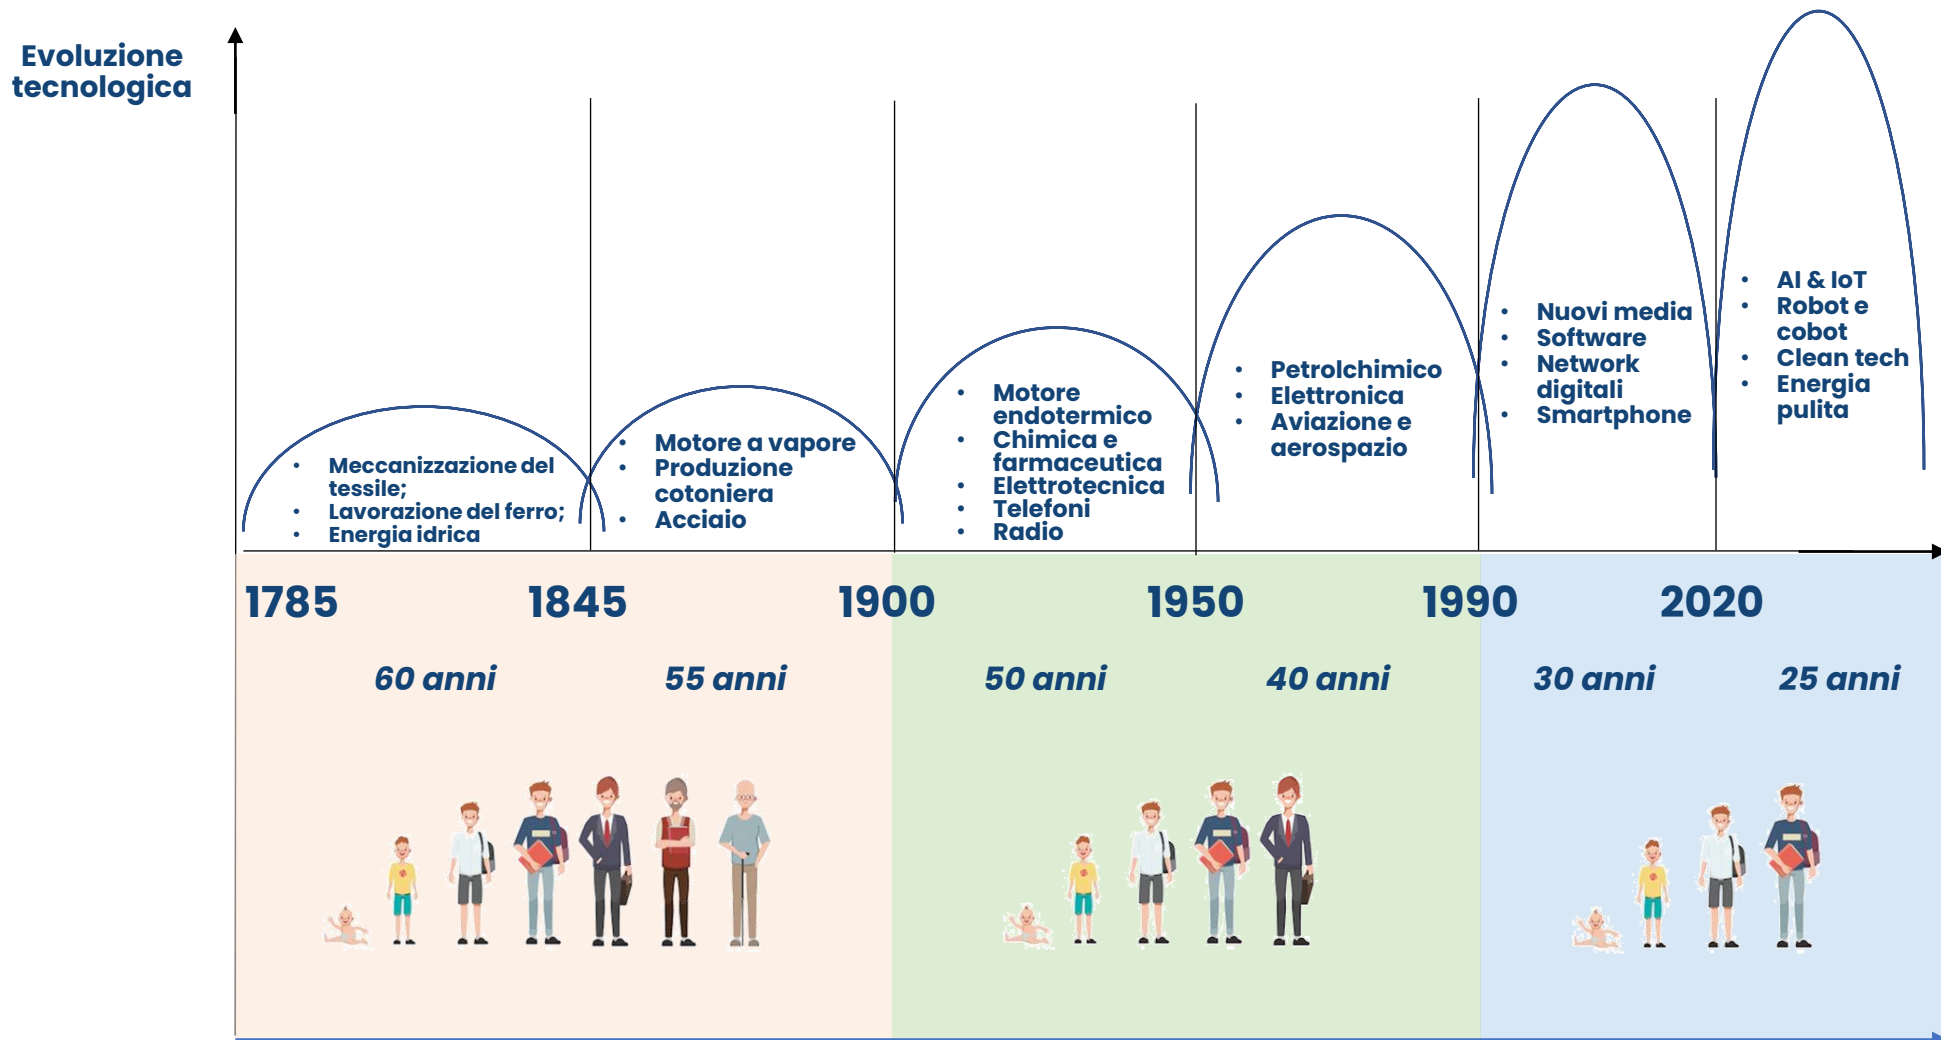 Evoluzione
tecnologica
• Meccanizzazione del
tessile;
• Lavorazione del ferro;
• Energia idrica
• Motore a vapore
• Produzione
cotoniera
• Acciaio
• Motore
endotermico
• Chimica e
farmaceutica
• Elettrotecnica
• Telefoni
• Radio
• Petrolchimico
• Elettronica
• Aviazione e
aerospazio
• Nuovi media
• Software
• Network
digitali
• Smartphone
• AI & IoT
• Robot e
cobot
• Clean tech
• Energia
pulita
1785 1845 1900 1950 1990 2020
60 anni 55 anni 50 anni 40 anni 30 anni 25 anni